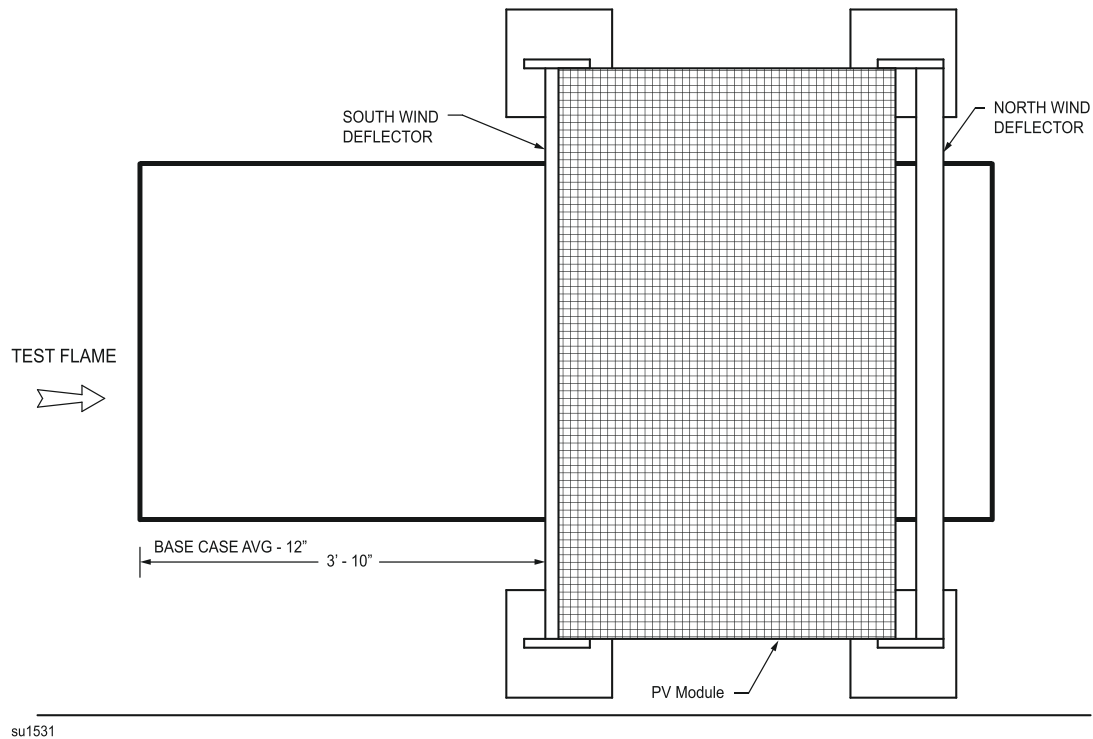 SOUTH WIND
DEFLECTOR
NORTH WIND
DEFLECTOR
TEST FLAME
BASE CASE AVG - 12”
3’ - 10”
PV Module
su1531